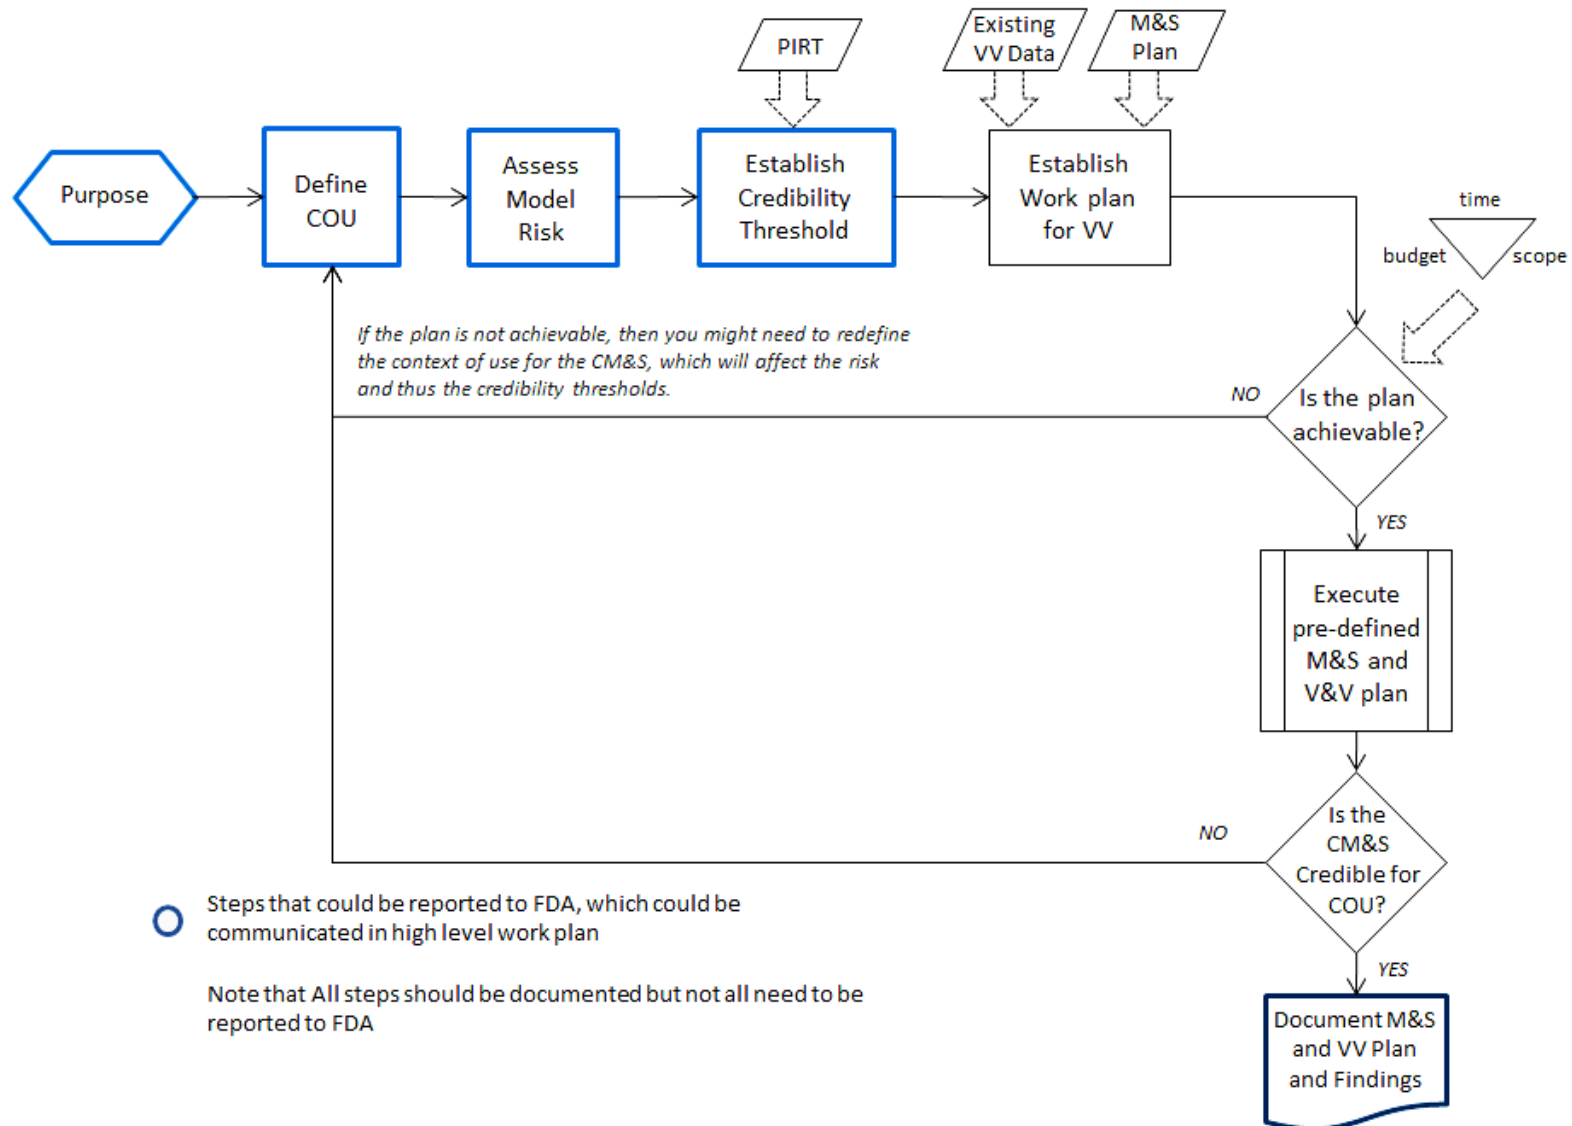 PIRT
Existing
VV Data
M&S
Plan
Purpose
Define
COU
Assess
Model
Risk
Establish
Credibility
Threshold
Establish
Work plan
for VV
time
budget
scope
If the plan is not achievable, then you might need to redefine
the context of use for the CM&S, which will affect the risk
and thus the credibility thresholds.
NO
Is the plan
achievable?
YES
Execute
pre-defined
M&S and
V&V plan
NO
Is the
CM&S
Credible for
COU?
YES
Steps that could be reported to FDA, which could be
communicated in high level work plan
Note that All steps should be documented but not all need to be
reported to FDA
Document M&S
and VV Plan
and Findings